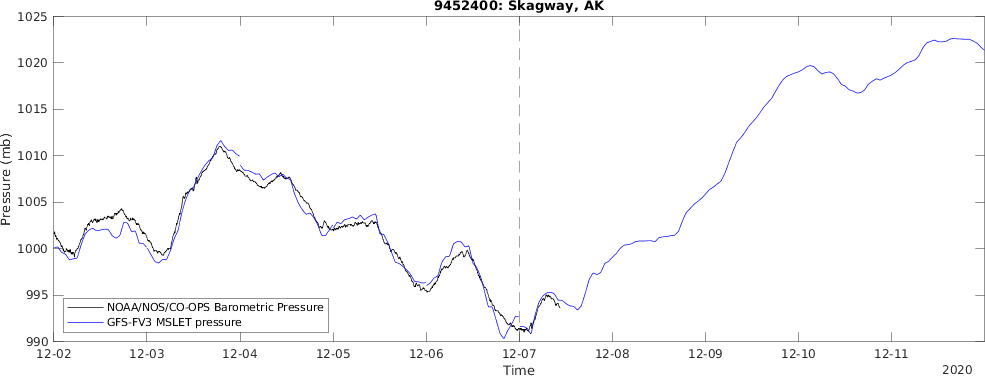 9452400: Skagway, AK
1025
1020
1015
1010
1005
1000
995
990
Pressure (mb)
NOAA/NOS/CO-OPS Barometric Pressure
GFS-FV3 MSLET pressure
12-02 12-03 12-04 12-05 12-06 12-07 12-08 12-09 12-10 12-11
Time
2020